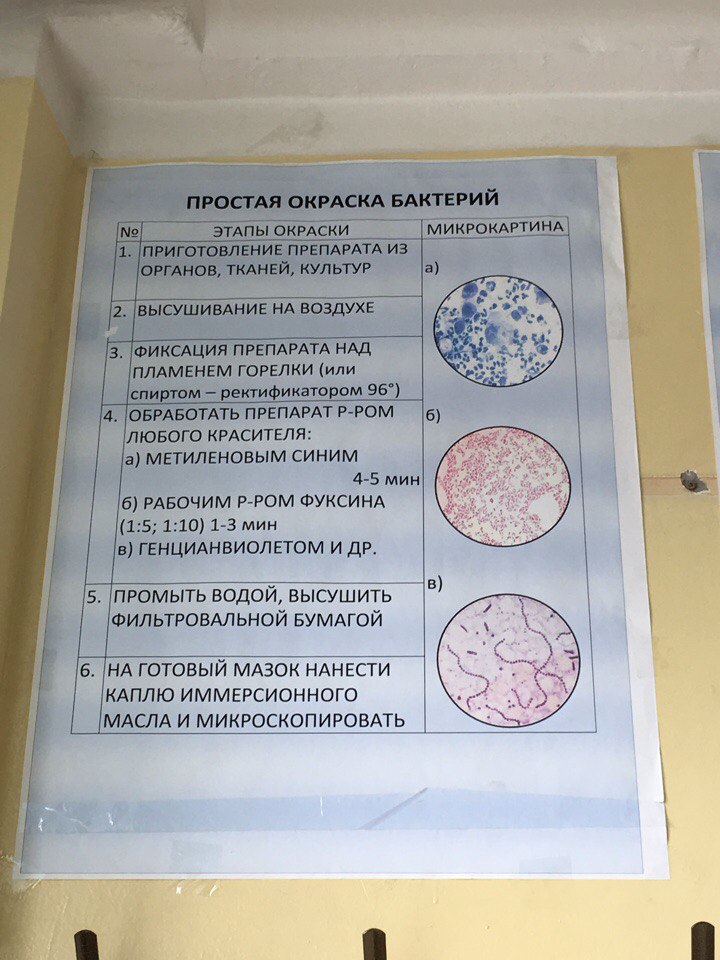 ПРОСТАЯ ОКРАСКА БАКТЕРИЙ
№ ЭТАПЫ ОКРАСКИ МИКРОКАРТИНА
1. ПРИГОТОВЛЕНИЕ ПРЕПАРАТА ИЗ
ОРГАНОВ, ТКАНЕЙ, КУЛЬТУР
а)
2. ВЫСУШИВАНИЕ НА ВОЗДУХЕ
3. ФИКСАЦИЯ ПРЕПАРАТА НАД
ПЛАМЕНЕМ ГОРЕЛКИ (или
спиртом – ректификатором 96°)
4. ОБРАБОТАТЬ ПРЕПАРАТ Р-РОМ
ЛЮБОГО КРАСИТЕЛЯ:
а) МЕТИЛЕНОВЫМ СИНИМ
4-5 мин
б) РАБОЧИМ Р-РОМ ФУКСИНА
(1:5; 1:10) 1-3 мин
в) ГЕНЦИАНВИОЛЕТОМ И ДР.
б)
5. ПРОМЫТЬ ВОДОЙ, ВЫСУШИТЬ
ФИЛЬТРОВАЛЬНОЙ БУМАГОЙ
в)
6. НА ГОТОВЫЙ МАЗОК НАНЕСТИ
КАПЛЮ ИММЕРСИОННОГО
МАСЛА И МИКРОСКОПИРОВАТЬ